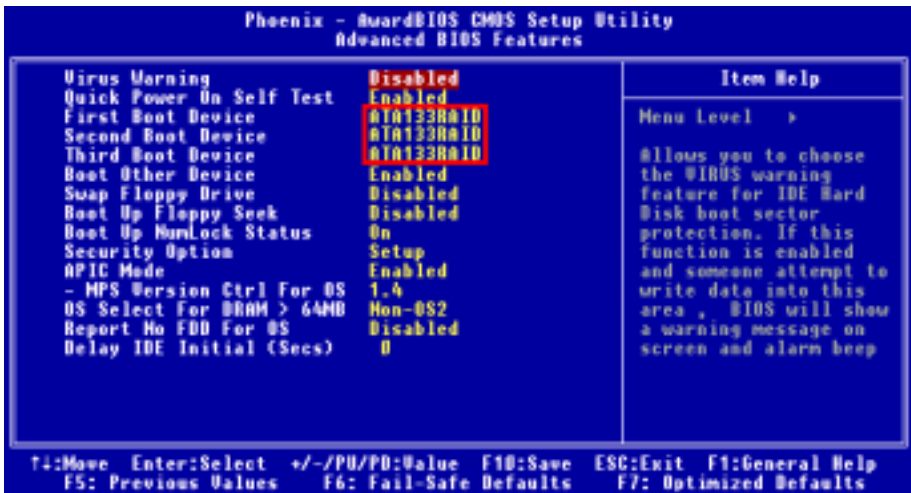 Phoenix - AwardBIOS CMOS Setup Utility
Advanced BIOS Features
Virus Warning Disabled
Quick Power On Self Test Enabled
First Boot Device ATA133RAID
Second Boot Device ATA133RAID
Third Boot Device ATA133RAID
Boot Other Device Enabled
Swap Floppy Drive Disabled
Boot Up Floppy Seek Disabled
Boot Up NumLock Status On
Security Option Setup
APIC Mode Enabled
- MPS Version Ctrl For OS 1.4
OS Select For DRAM > 64MB Non-OS2
Report No FDD For OS Disabled
Delay IDE Initial (Secs) 0
Item Help
Menu Level ▸
Allows you to choose
the VIRUS warning
feature for IDE Hard
Disk boot sector
protection. If this
function is enabled
and someone attempt to
write data into this
area , BIOS will show
a warning message on
screen and alarm beep
↑↓:Move Enter:Select +/-/PU/PD:Value F10:Save ESC:Exit F1:General Help
F5: Previous Values F6: Fail-Safe Defaults F7: Optimized Defaults